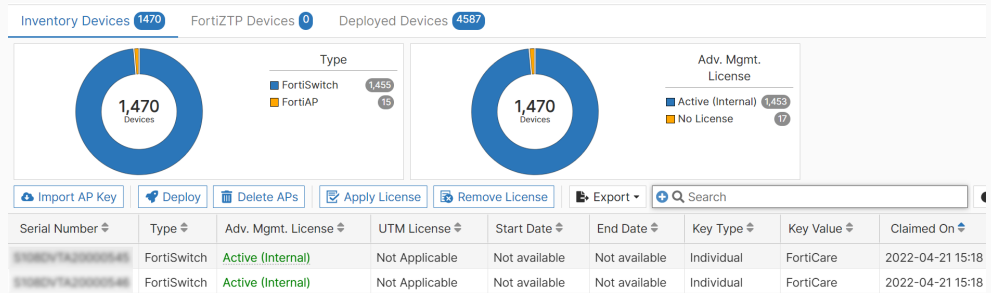 Inventory Devices 1470 FortiZTP Devices 0 Deployed Devices 4587
Type
FortiSwitch 1,455
FortiAP 15
1,470
Devices
Adv. Mgmt.
License
Active (Internal) 1,453
No License 17
1,470
Devices
Import AP Key Deploy Delete APs Apply License Remove License Export Search
Serial Number Type Adv. Mgmt. License UTM License Start Date End Date Key Type Key Value Claimed On
FortiSwitch Active (Internal) Not Applicable Not available Not available Individual FortiCare 2022-04-21 15:18
FortiSwitch Active (Internal) Not Applicable Not available Not available Individual FortiCare 2022-04-21 15:18